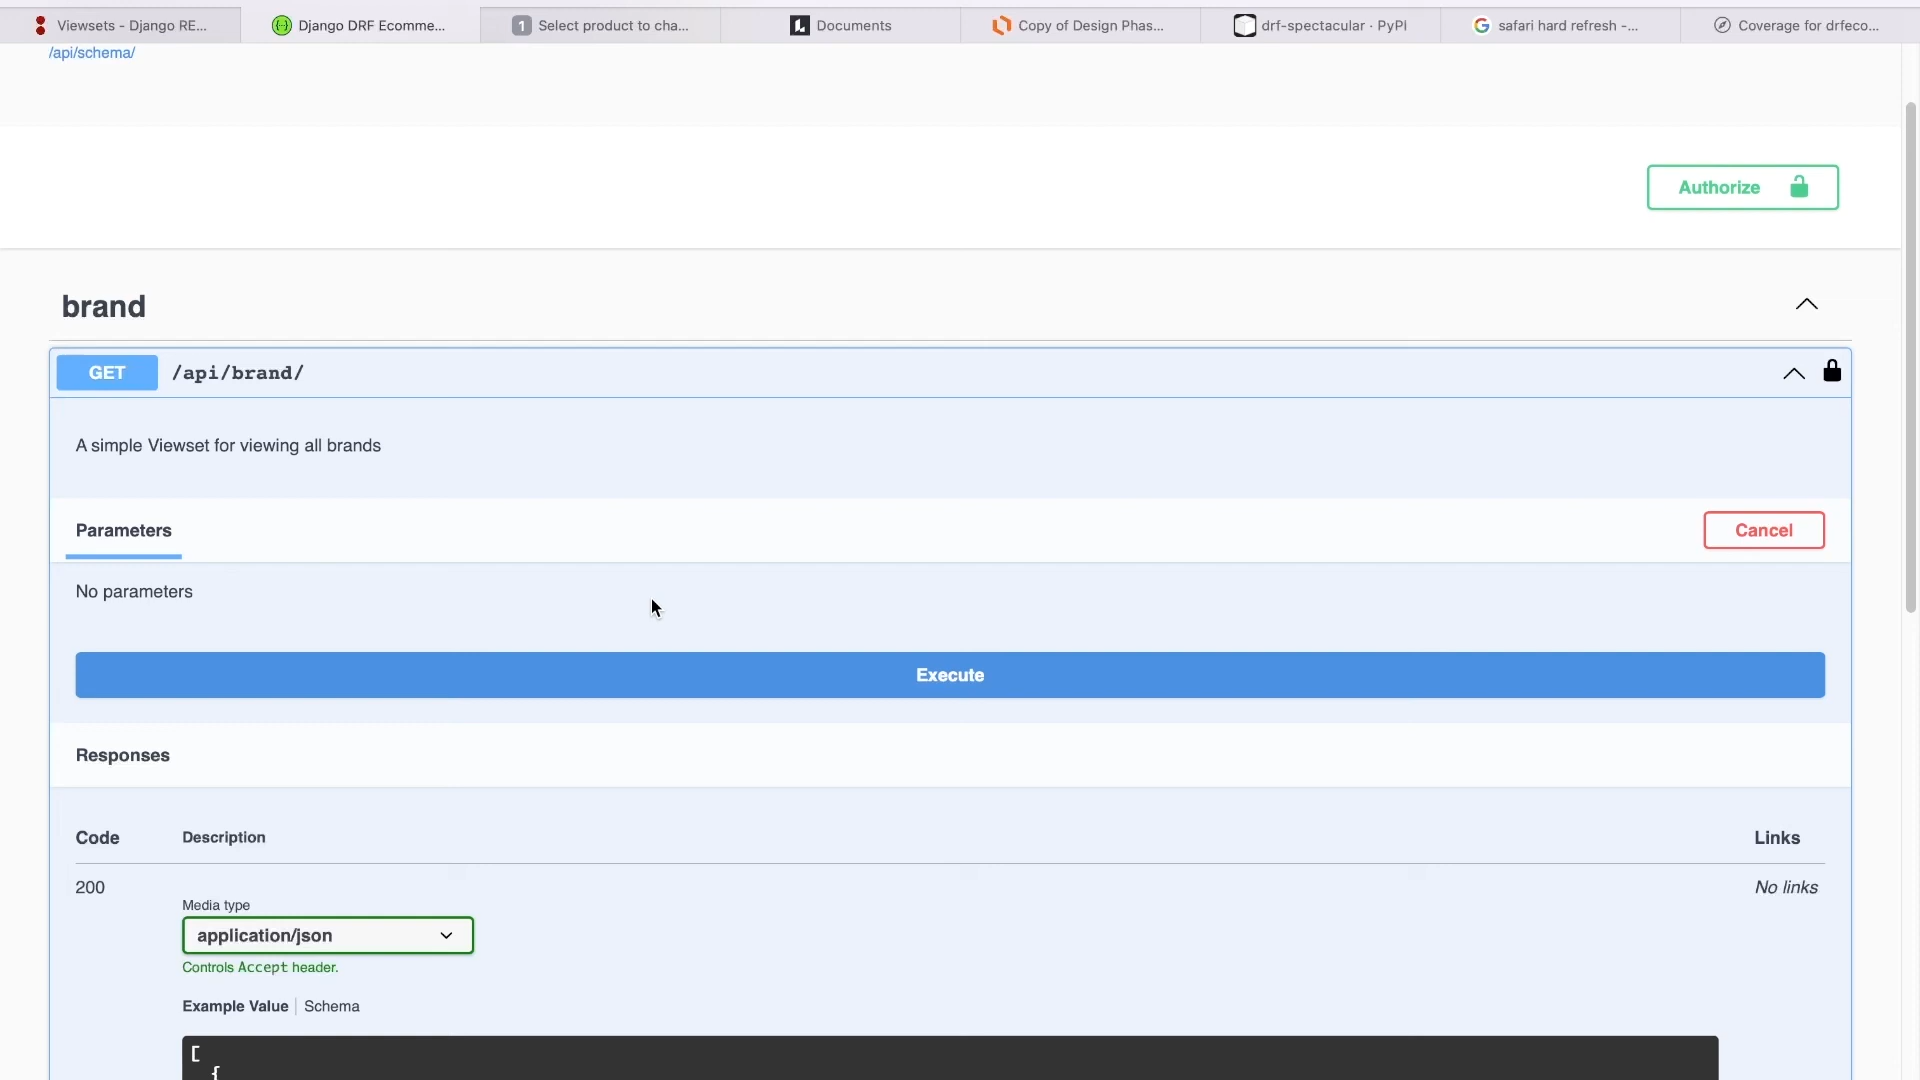 Viewsets - Django RE...
Django DRF Ecomme...
1 Select product to cha...
Documents
Copy of Design Phas...
drf-spectacular · PyPI
safari hard refresh -...
Coverage for drfeco...
/api/schema/
Authorize
brand
GET /api/brand/
A simple Viewset for viewing all brands
Parameters
Cancel
No parameters
Execute
Responses
Code Description Links
200 No links
Media type
application/json
Controls Accept header.
Example Value Schema
[
{